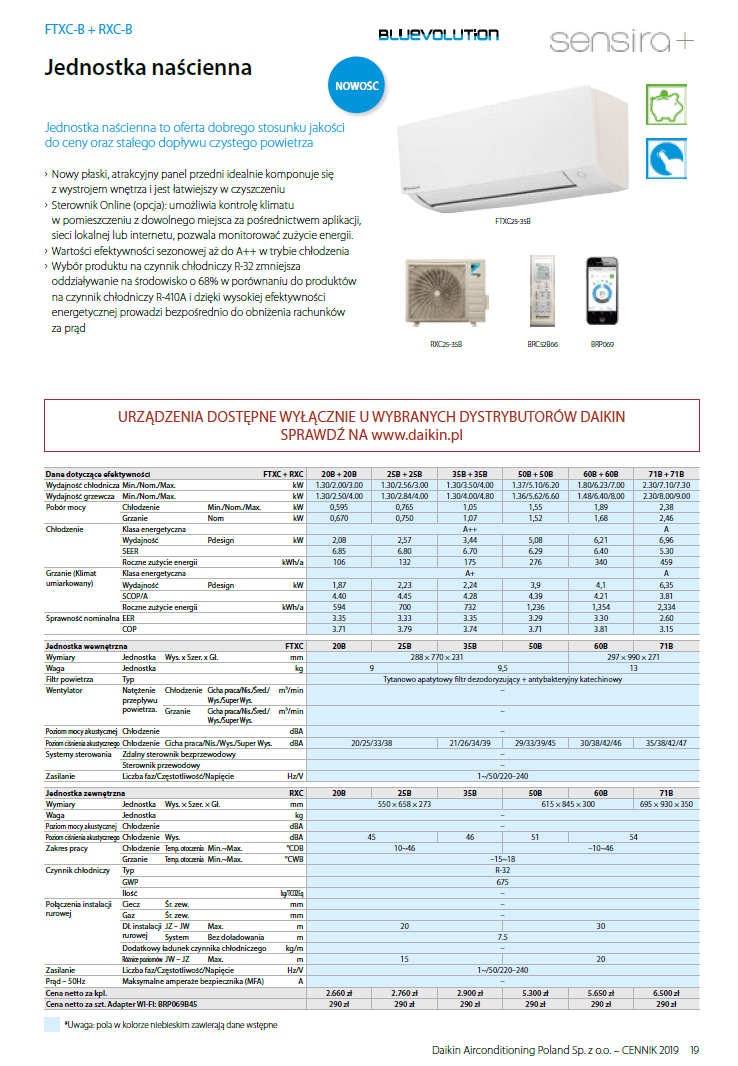 FTXC-B + RXC-B
BLUEVOLUTION
sensira+
Jednostka naścienna
NOWOŚĆ
Jednostka naścienna to oferta dobrego stosunku jakości
do ceny oraz stałego dopływu czystego powietrza
› Nowy płaski, atrakcyjny panel przedni idealnie komponuje się
z wystrojem wnętrza i jest łatwiejszy w czyszczeniu
› Sterownik Online (opcja): umożliwia kontrolę klimatu
w pomieszczeniu z dowolnego miejsca za pośrednictwem aplikacji,
sieci lokalnej lub internetu, pozwala monitorować zużycie energii.
› Wartości efektywności sezonowej aż do A++ w trybie chłodzenia
› Wybór produktu na czynnik chłodniczy R-32 zmniejsza
oddziaływanie na środowisko o 68% w porównaniu do produktów
na czynnik chłodniczy R-410A i dzięki wysokiej efektywności
energetycznej prowadzi bezpośrednio do obniżenia rachunków
za prąd
FTXC25-35B
RXC25-35B BRC52B66 BRP069
URZĄDZENIA DOSTĘPNE WYŁĄCZNIE U WYBRANYCH DYSTRYBUTORÓW DAIKIN
SPRAWDŹ NA www.daikin.pl
Dane dotyczące efektywności FTXC + RXC 20B + 20B 25B + 25B 35B + 35B 50B + 50B 60B + 60B 71B + 71B
Wydajność chłodnicza Min./Nom./Max. kW 1.30/2.00/3.00 1.30/2.56/3.00 1.30/3.50/4.00 1.37/5.10/6.20 1.80/6.23/7.00 2.30/7.10/7.30
Wydajność grzewcza Min./Nom./Max. kW 1.30/2.50/4.00 1.30/2.84/4.00 1.30/4.00/4.80 1.36/5.62/6.60 1.48/6.40/8.00 2.30/8.00/9.00
Pobór mocy Chłodzenie Min./Nom./Max. kW 0,595 0,765 1,05 1,55 1,89 2,38
Grzanie Nom kW 0,670 0,750 1,07 1,52 1,68 2,46
Chłodzenie Klasa energetyczna A++ A
Wydajność Pdesign kW 2,08 2,57 3,44 5,08 6,21 6,96
SEER 6.85 6.80 6.70 6.29 6.40 5.30
Roczne zużycie energii kWh/a 106 132 175 276 340 459
Grzanie (Klimat Klasa energetyczna A+ A
umiarkowany) Wydajność Pdesign kW 1,87 2,23 2,24 3,9 4,1 6,35
SCOP/A 4.40 4.45 4.28 4.39 4.21 3.81
Roczne zużycie energii kWh/a 594 700 732 1,236 1,354 2,334
Sprawność nominalna EER 3.35 3.33 3.35 3.29 3.30 2.60
COP 3.71 3.79 3.74 3.71 3.81 3.15
Jednostka wewnętrzna FTXC 20B 25B 35B 50B 60B 71B
Wymiary Jednostka Wys. x Szer. x Gł. mm 288 × 770 × 231 297 × 990 × 271
Waga Jednostka kg 9 9,5 13
Filtr powietrza Typ Tytanowo apatytowy filtr dezodoryzujący + antybakteryjny katechinowy
Wentylator Natężenie Chłodzenie Cicha praca/Nis./Śred./ m³/min –
przepływu Wys./Super Wys.
powietrza. Grzanie Cicha praca/Nis./Śred./ m³/min –
Wys./Super Wys.
Poziom mocy akustycznej Chłodzenie dBA –
Poziom ciśnienia akustycznego Chłodzenie Cicha praca/Nis./Wys./Super Wys. dBA 20/25/33/38 21/26/34/39 29/33/39/45 30/38/42/46 35/38/42/47
Systemy sterowania Zdalny sterownik bezprzewodowy –
Sterownik przewodowy –
Zasilanie Liczba faz/Częstotliwość/Napięcie Hz/V 1~/50/220–240
Jednostka zewnętrzna RXC 20B 25B 35B 50B 60B 71B
Wymiary Jednostka Wys. × Szer. × Gł. mm 550 × 658 × 273 615 × 845 × 300 695 × 930 × 350
Waga Jednostka kg –
Poziom mocy akustycznej Chłodzenie dBA –
Poziom ciśnienia akustycznego Chłodzenie Wys. dBA 45 46 51 54
Zakres pracy Chłodzenie Temp. otoczenia Min.~Max. °CDB 10~46 –10~46
Grzanie Temp. otoczenia Min.~Max. °CWB –15~18
Czynnik chłodniczy Typ R-32
GWP 675
Ilość kg/TCO2Eq –
Połączenia instalacji Ciecz Śr. zew. mm –
rurowej Gaz Śr. zew. mm –
Dł. instalacji JZ – JW Max. m 20 30
rurowej System Bez doładowania m 7.5
Dodatkowy ładunek czynnika chłodniczego kg/m –
Różnice poziomów JW – JZ Max. m 15 20
Zasilanie Liczba faz/Częstotliwość/Napięcie Hz/V 1~/50/220–240
Prąd – 50Hz Maksymalne amperaże bezpiecznika (MFA) A –
Cena netto za kpl. 2.660 zł 2.760 zł 2.900 zł 5.300 zł 5.650 zł 6.500 zł
Cena netto za szt. Adapter WI-FI: BRP069B45 290 zł 290 zł 290 zł 290 zł 290 zł 290 zł
*Uwaga: pola w kolorze niebieskim zawierają dane wstępne
Daikin Airconditioning Poland Sp. z o.o. – CENNIK 2019 19